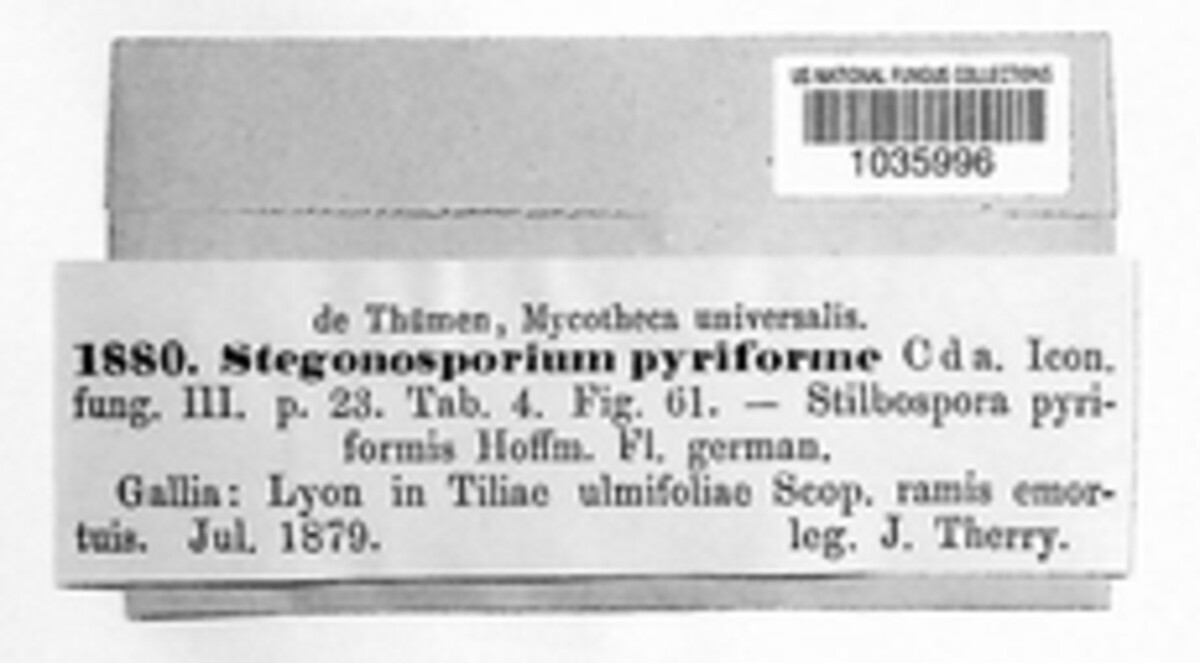 US NATIONAL FUNGUS COLLECTIONS
1035996
de Thümen, Mycotheca universalis.
1880. Stegonosporium pyriforme Cda. Icon.
fung. III. p. 23. Tab. 4. Fig. 61. — Stilbospora pyri-
formis Hoffm. Fl. german.
Gallia: Lyon in Tiliae ulmifoliae Scop. ramis emor-
tuis. Jul. 1879. leg. J. Therry.